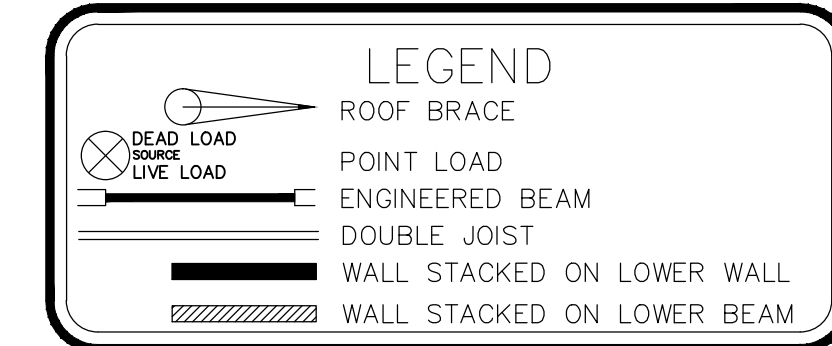 LEGEND
ROOF BRACE
DEAD LOAD
SOURCE
LIVE LOAD
POINT LOAD
ENGINEERED BEAM
DOUBLE JOIST
WALL STACKED ON LOWER WALL
WALL STACKED ON LOWER BEAM